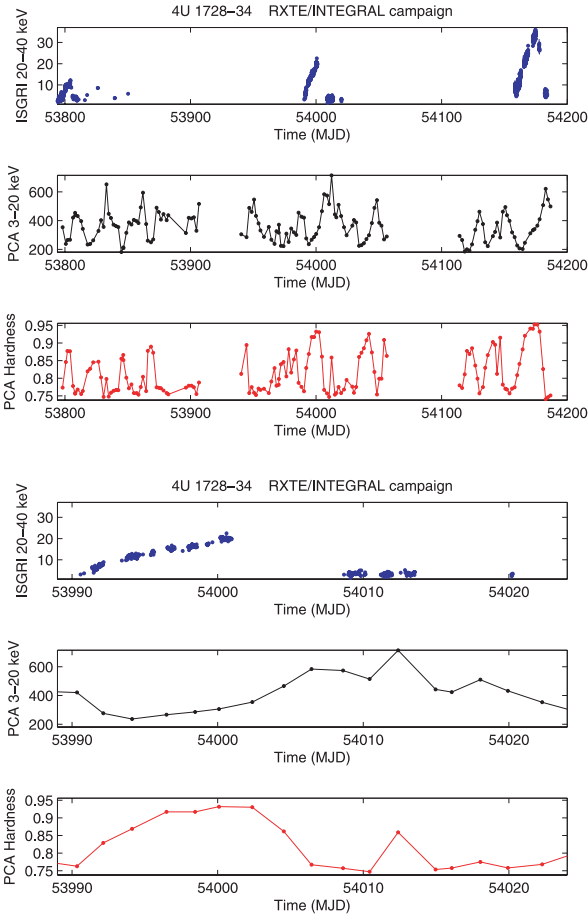 4U 1728−34 RXTE/INTEGRAL campaign
ISGRI 20−40 keV
30
20
10
53800 53900 54000 54100 54200
Time (MJD)
PCA 3−20 keV
600
400
200
53800 53900 54000 54100 54200
Time (MJD)
PCA Hardness
0.95
0.9
0.8
0.75
53800 53900 54000 54100 54200
Time (MJD)
4U 1728−34 RXTE/INTEGRAL campaign
ISGRI 20−40 keV
30
20
10
53990 54000 54010 54020
Time (MJD)
PCA 3−20 keV
600
400
200
53990 54000 54010 54020
Time (MJD)
PCA Hardness
0.95
0.9
0.8
0.75
53990 54000 54010 54020
Time (MJD)